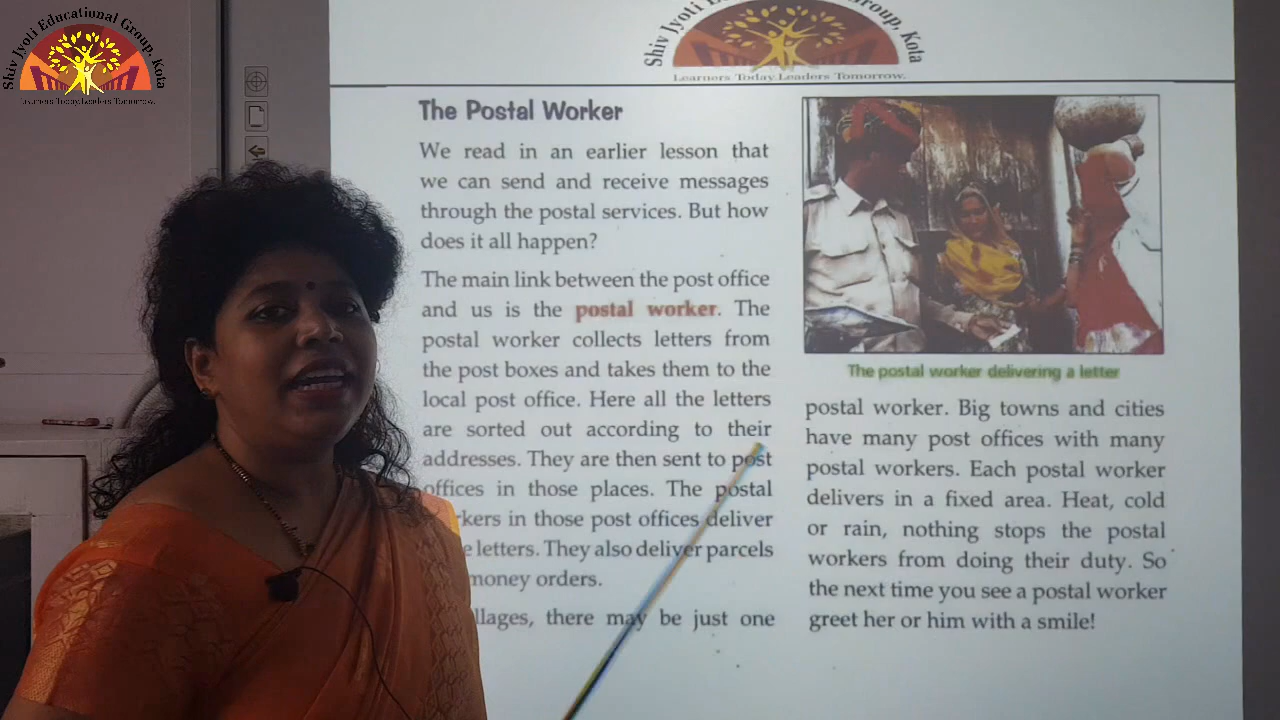 Shiv Jyoti Educational Group, Kota
Learners Today.Leaders Tomorrow.
Shiv Jyoti Group, Kota
Learners Today.Leaders Tomorrow.
The Postal Worker
We read in an earlier lesson that
we can send and receive messages
through the postal services. But how
does it all happen?
The main link between the post office
and us is the postal worker. The
postal worker collects letters from
the post boxes and takes them to the
local post office. Here all the letters
are sorted out according to their
addresses. They are then sent to post
offices in those places. The postal
kers in those post offices deliver
e letters. They also deliver parcels
money orders.
llages, there may be just one
The postal worker delivering a letter
postal worker. Big towns and cities
have many post offices with many
postal workers. Each postal worker
delivers in a fixed area. Heat, cold
or rain, nothing stops the postal
workers from doing their duty. So
the next time you see a postal worker
greet her or him with a smile!